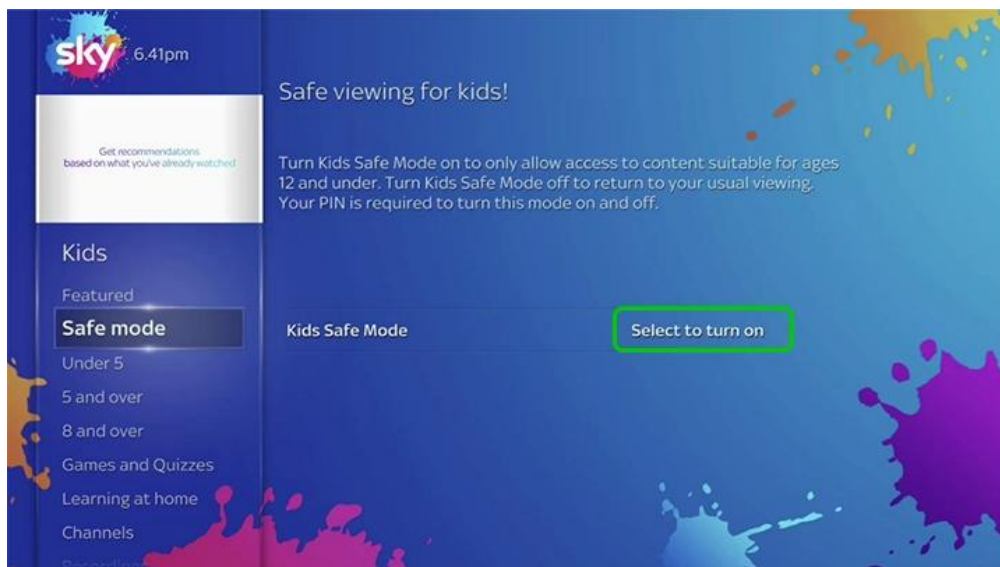 sky 6.41pm
Get recommendations
based on what you've already watched
Safe viewing for kids!
Turn Kids Safe Mode on to only allow access to content suitable for ages
12 and under. Turn Kids Safe Mode off to return to your usual viewing.
Your PIN is required to turn this mode on and off.
Kids
Featured
Safe mode
Kids Safe Mode Select to turn on
Under 5
5 and over
8 and over
Games and Quizzes
Learning at home
Channels